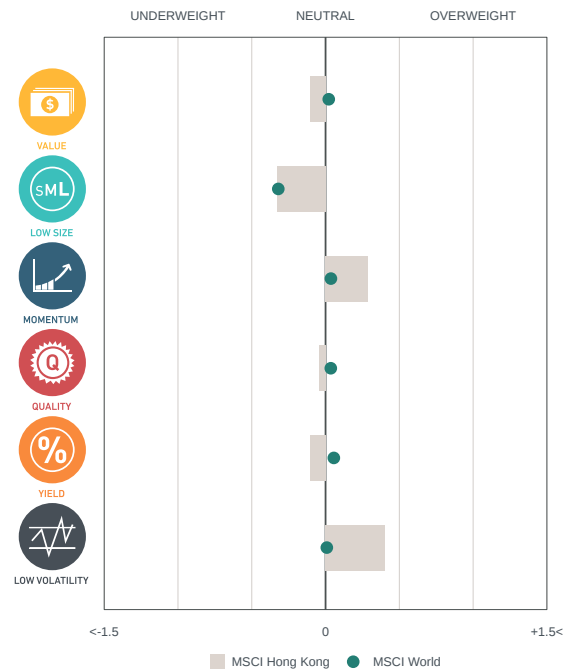 UNDERWEIGHT NEUTRAL OVERWEIGHT
$
VALUE
SML
LOW SIZE
MOMENTUM
Q
QUALITY
%
YIELD
LOW VOLATILITY
<-1.5 0 +1.5<
MSCI Hong Kong MSCI World